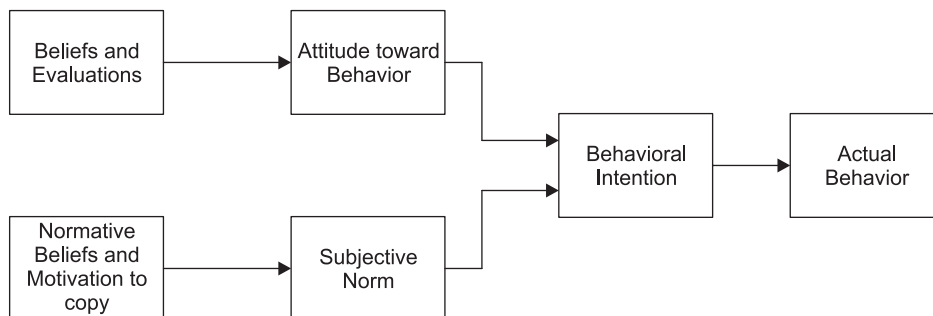 Beliefs and
Evaluations
Attitude toward
Behavior
Behavioral
Intention
Actual
Behavior
Normative
Beliefs and
Motivation to
copy
Subjective
Norm